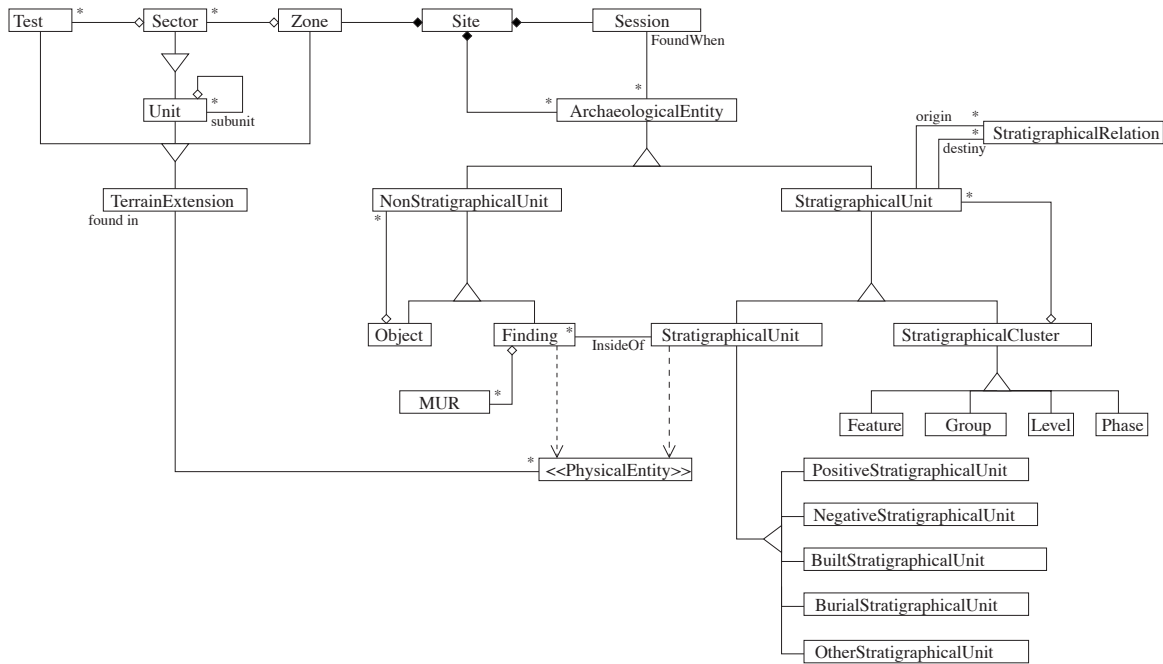 Test * Sector * Zone Site Session
FoundWhen
Unit * subunit
* * ArchaeologicalEntity
origin *
* StratigraphicalRelation
destiny
TerrainExtension NonStratigraphicalUnit StratigraphicalUnit *
found in *
Object Finding * InsideOf StratigraphicalUnit StratigraphicalCluster
MUR *
Feature Group Level Phase
* <<PhysicalEntity>> PositiveStratigraphicalUnit
NegativeStratigraphicalUnit
BuiltStratigraphicalUnit
BurialStratigraphicalUnit
OtherStratigraphicalUnit